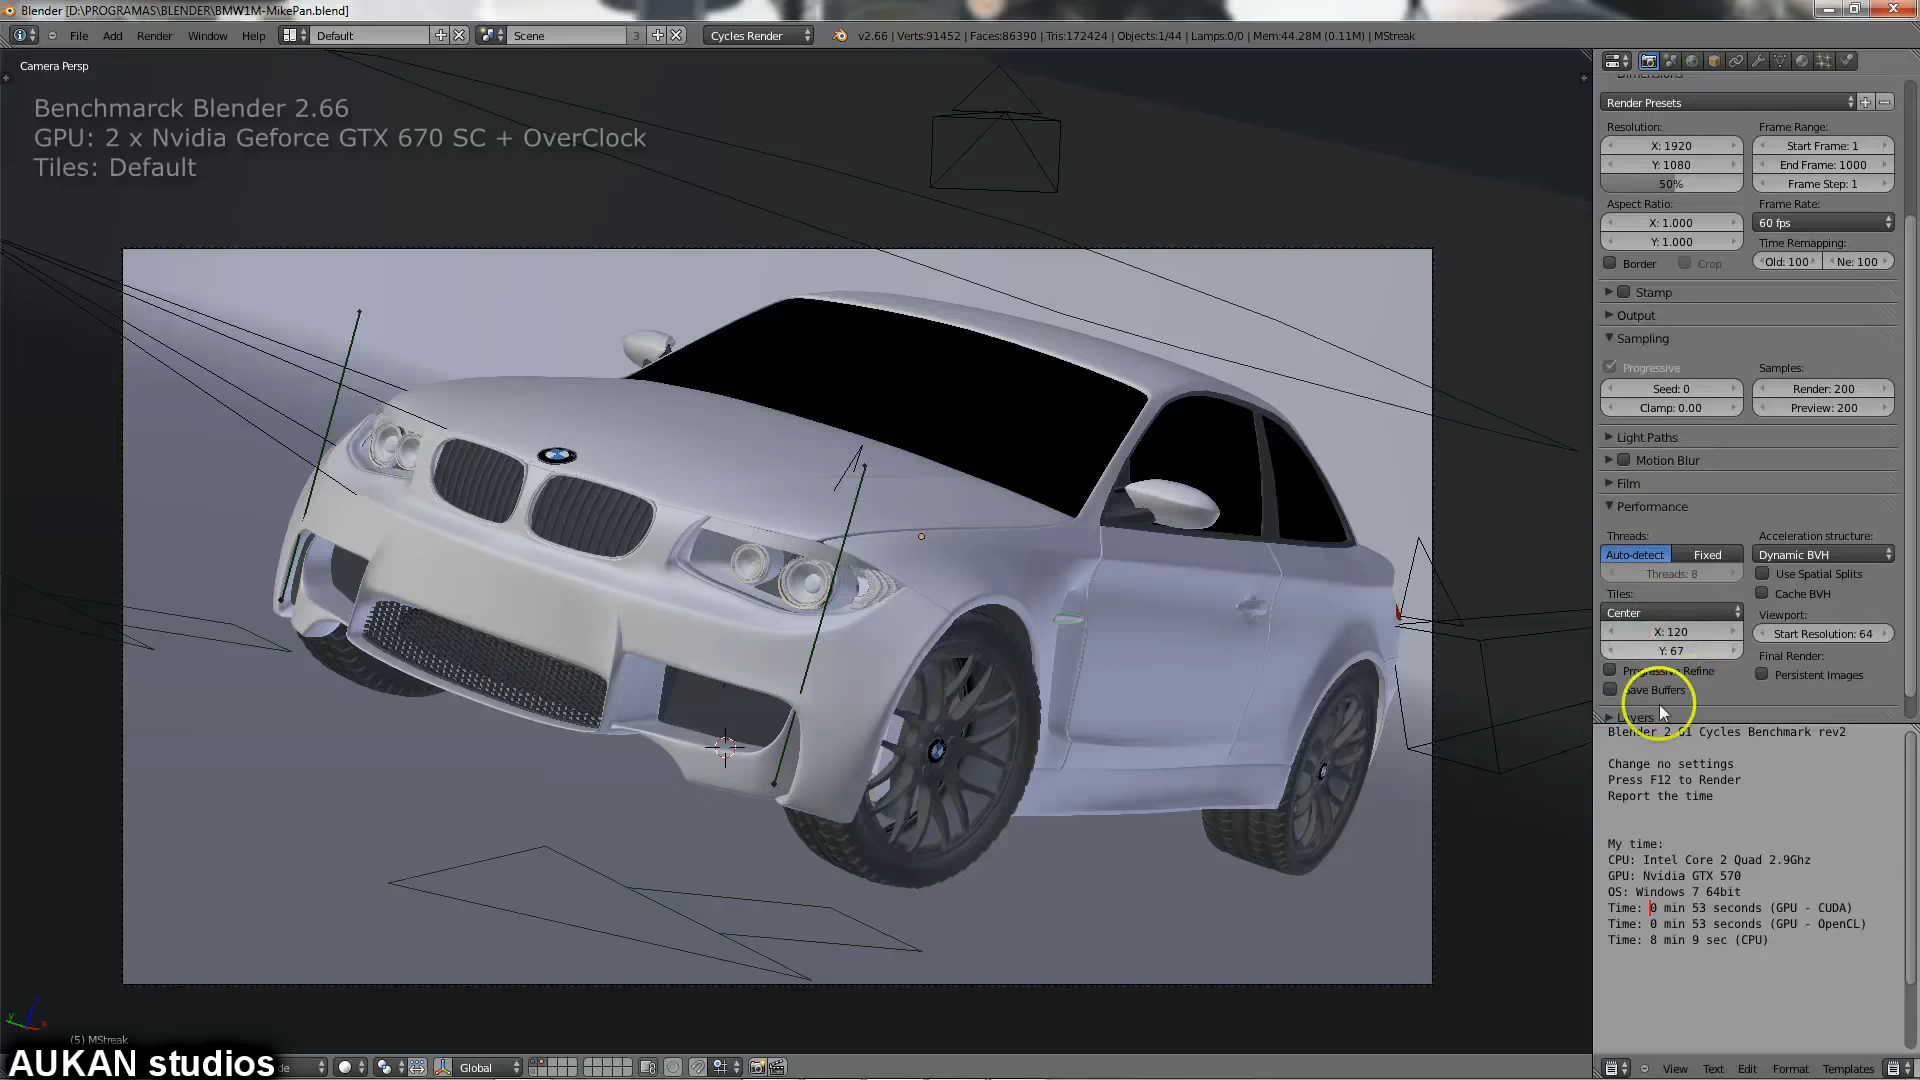 Blender [D:\PROGRAMAS\BLENDER\BMW1M-MikePan.blend]
File Add Render Window Help Default Scene 3 Cycles Render v2.66 | Verts:91452 | Faces:86390 | Tris:172424 | Objects:1/44 | Lamps:0/0 | Mem:44.28M (0.11M) | MStreak
Camera Persp
Benchmarck Blender 2.66
GPU: 2 x Nvidia Geforce GTX 670 SC + OverClock
Tiles: Default
Dimensions
Render Presets
Resolution: Frame Range:
X: 1920 Start Frame: 1
Y: 1080 End Frame: 1000
50% Frame Step: 1
Aspect Ratio: Frame Rate:
X: 1.000 60 fps
Y: 1.000 Time Remapping:
Border Crop Old: 100 Ne: 100
Stamp
Output
Sampling
Progressive Samples:
Seed: 0 Render: 200
Clamp: 0.00 Preview: 200
Light Paths
Motion Blur
Film
Performance
Threads: Acceleration structure:
Auto-detect Fixed Dynamic BVH
Threads: 8 Use Spatial Splits
Tiles: Cache BVH
Center Viewport:
X: 120 Start Resolution: 64
Y: 67 Final Render:
Progressive Refine Persistent Images
Save Buffers
Layers
Blender 2.61 Cycles Benchmark rev2
Change no settings
Press F12 to Render
Report the time
My time:
CPU: Intel Core 2 Quad 2.9Ghz
GPU: Nvidia GTX 570
OS: Windows 7 64bit
Time: 0 min 53 seconds (GPU - CUDA)
Time: 0 min 53 seconds (GPU - OpenCL)
Time: 8 min 9 sec (CPU)
y x
(5) MStreak
AUKAN studios
Global
View Text Edit Format Templates